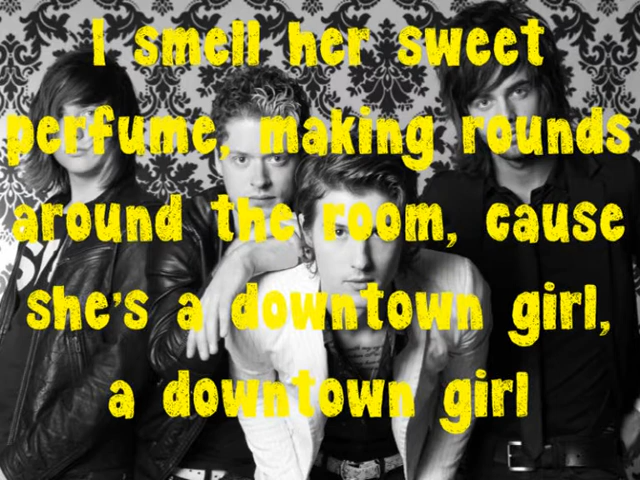 I smell her sweet
perfume, making rounds
around the room, cause
she's a downtown girl,
a downtown girl